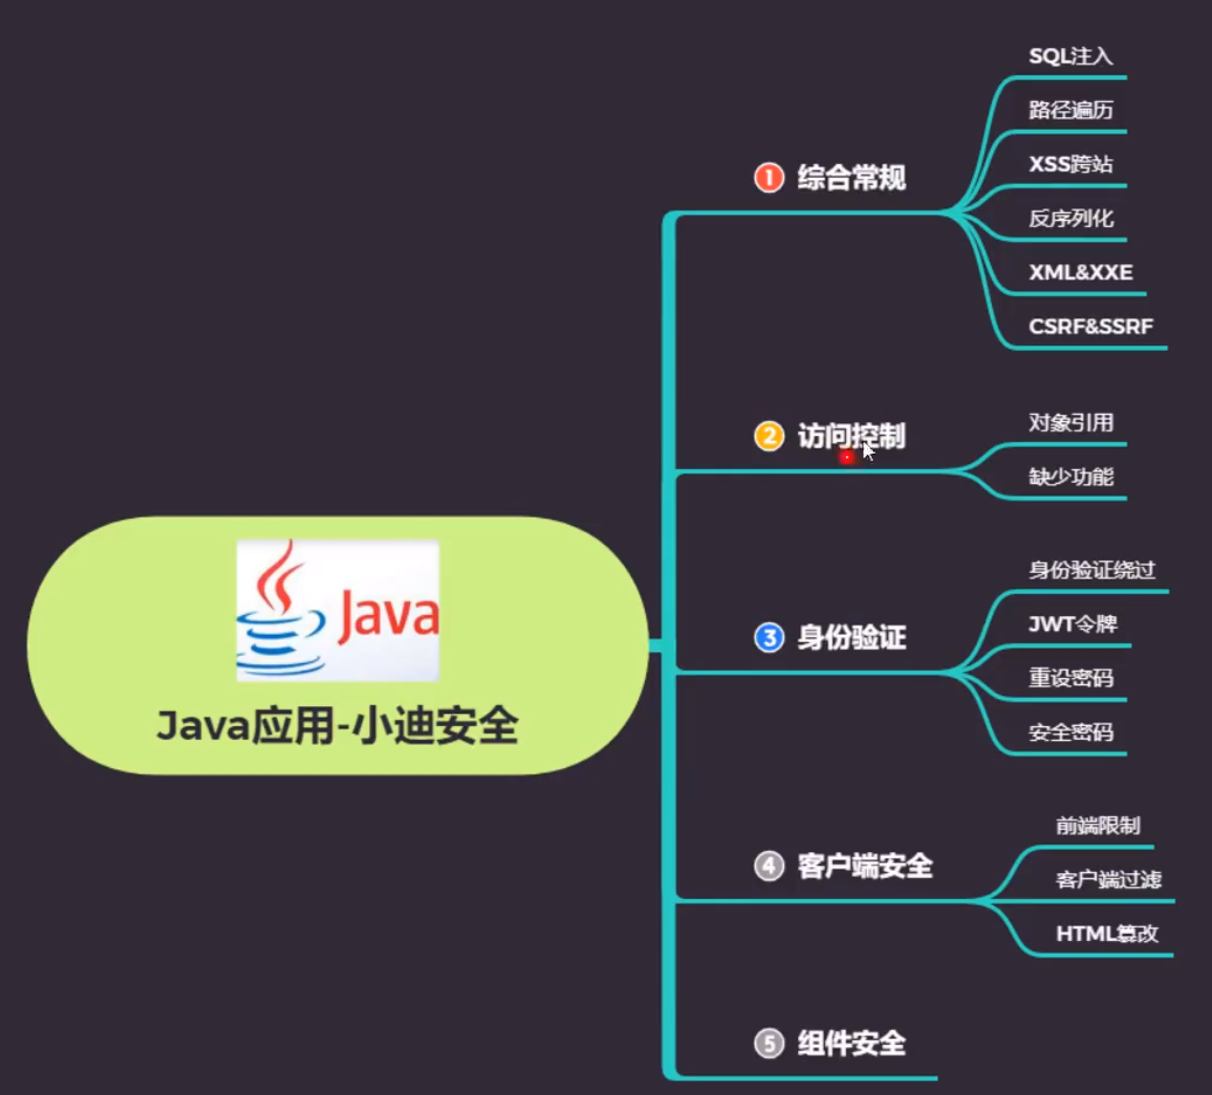 Java
Java应用-小迪安全
1 综合常规
SQL注入
路径遍历
XSS跨站
反序列化
XML&XXE
CSRF&SSRF
2 访问控制
对象引用
缺少功能
3 身份验证
身份验证绕过
JWT令牌
重设密码
安全密码
4 客户端安全
前端限制
客户端过滤
HTML篡改
5 组件安全